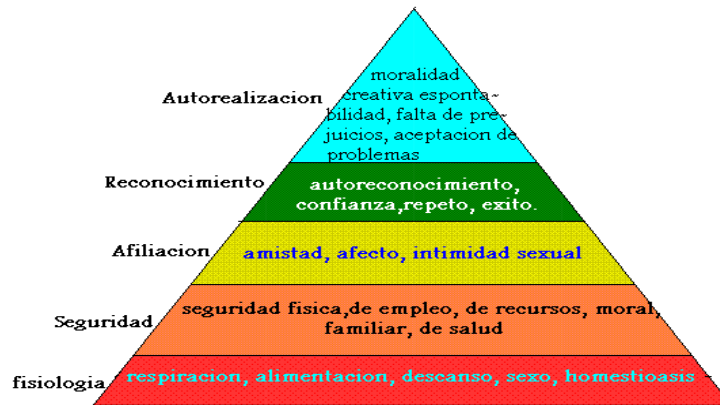 Autorealizacion
moralidad
creativa esponta~
bilidad, falta de pre~
juicios, aceptacion de
problemas
Reconocimiento
autoreconocimiento,
confianza,repeto, exito.
Afiliacion
amistad, afecto, intimidad sexual
Seguridad
seguridad fisica,de empleo, de recursos, moral,
familiar, de salud
fisiologia
respiracion, alimentacion, descanso, sexo, homestioasis